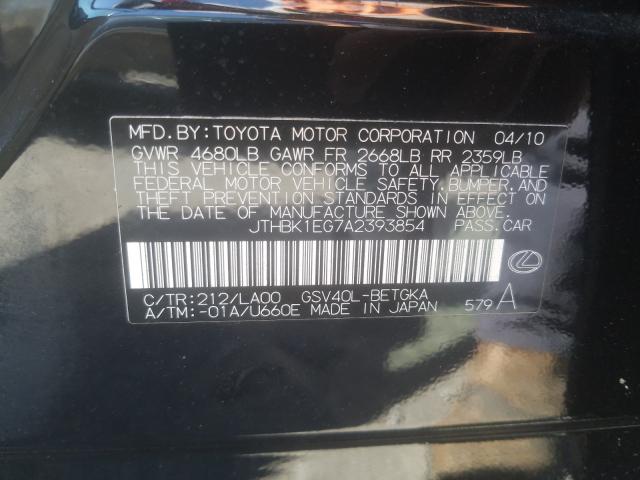 MFD.BY:TOYOTA MOTOR CORPORATION 04/10
GVWR 4680LB GAWR FR 2668LB RR 2359LB
THIS VEHICLE CONFORMS TO ALL APPLICABLE
FEDERAL MOTOR VEHICLE SAFETY, BUMPER, AND
THEFT PREVENTION STANDARDS IN EFFECT ON
THE DATE OF MANUFACTURE SHOWN ABOVE.
JTHBK1EG7A2393854 PASS.CAR
C/TR:212/LA00 GSV40L-BETGKA
A/TM:-01A/U660E MADE IN JAPAN 579 A